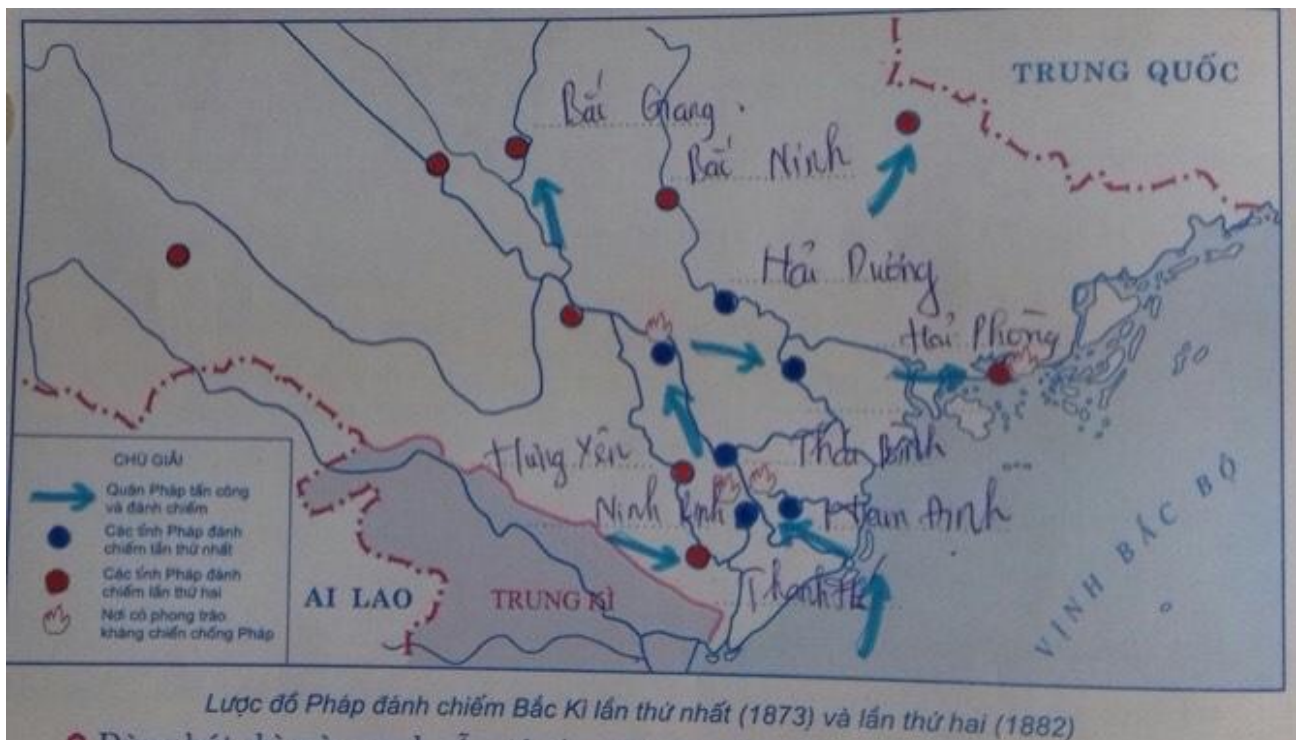 TRUNG QUỐC
Bắc Giang
Bắc Ninh
Hải Dương
Hải Phòng
Hưng Yên
Thái Bình
Ninh Bình
Nam Định
VỊNH BẮC BỘ
CHÚ GIẢI
Quân Pháp tấn công
và đánh chiếm
Các tỉnh Pháp đánh
chiếm lần thứ nhất
Các tỉnh Pháp đánh
chiếm lần thứ hai
Nơi có phong trào
kháng chiến chống Pháp
AI LAO
TRUNG KÌ
Lược đồ Pháp đánh chiếm Bắc Kì lần thứ nhất (1873) và lần thứ hai (1882)